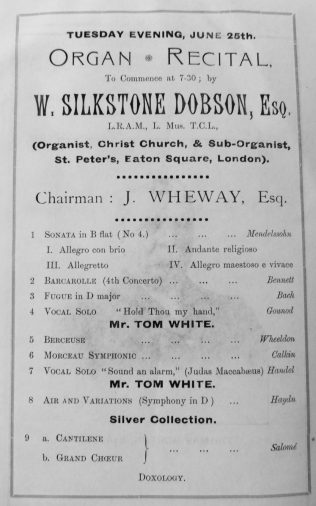 TUESDAY EVENING, JUNE 25th.
ORGAN * RECITAL,
To Commence at 7-30 ; by
W. SILKSTONE DOBSON, Esq.
L.R.A.M., L. Mus. T.C.L.,
(Organist, Christ Church, & Sub-Organist,
St. Peter's, Eaton Square, London).
Chairman : J. WHEWAY, Esq.
1 Sonata in B flat (No 4.) ... Mendelssohn
I. Allegro con brio II. Andante religioso
III. Allegretto IV. Allegro maestoso e vivace
2 Barcarolle (4th Concerto) ... ... Bennett
3 Fugue in D major ... ... ... Bach
4 Vocal Solo "Hold Thou my hand," Gounod
Mr. TOM WHITE.
5 Berceuse ... ... ... Wheeldon
6 Morceau Symphonic ... ... ... Calkin
7 Vocal Solo "Sound an alarm," (Judas Maccabæus) Handel
Mr. TOM WHITE.
8 Air and Variations (Symphony in D) ... Haydn
Silver Collection.
9 a. Cantilene
b. Grand Chœur } ... ... ... Salomé
Doxology.